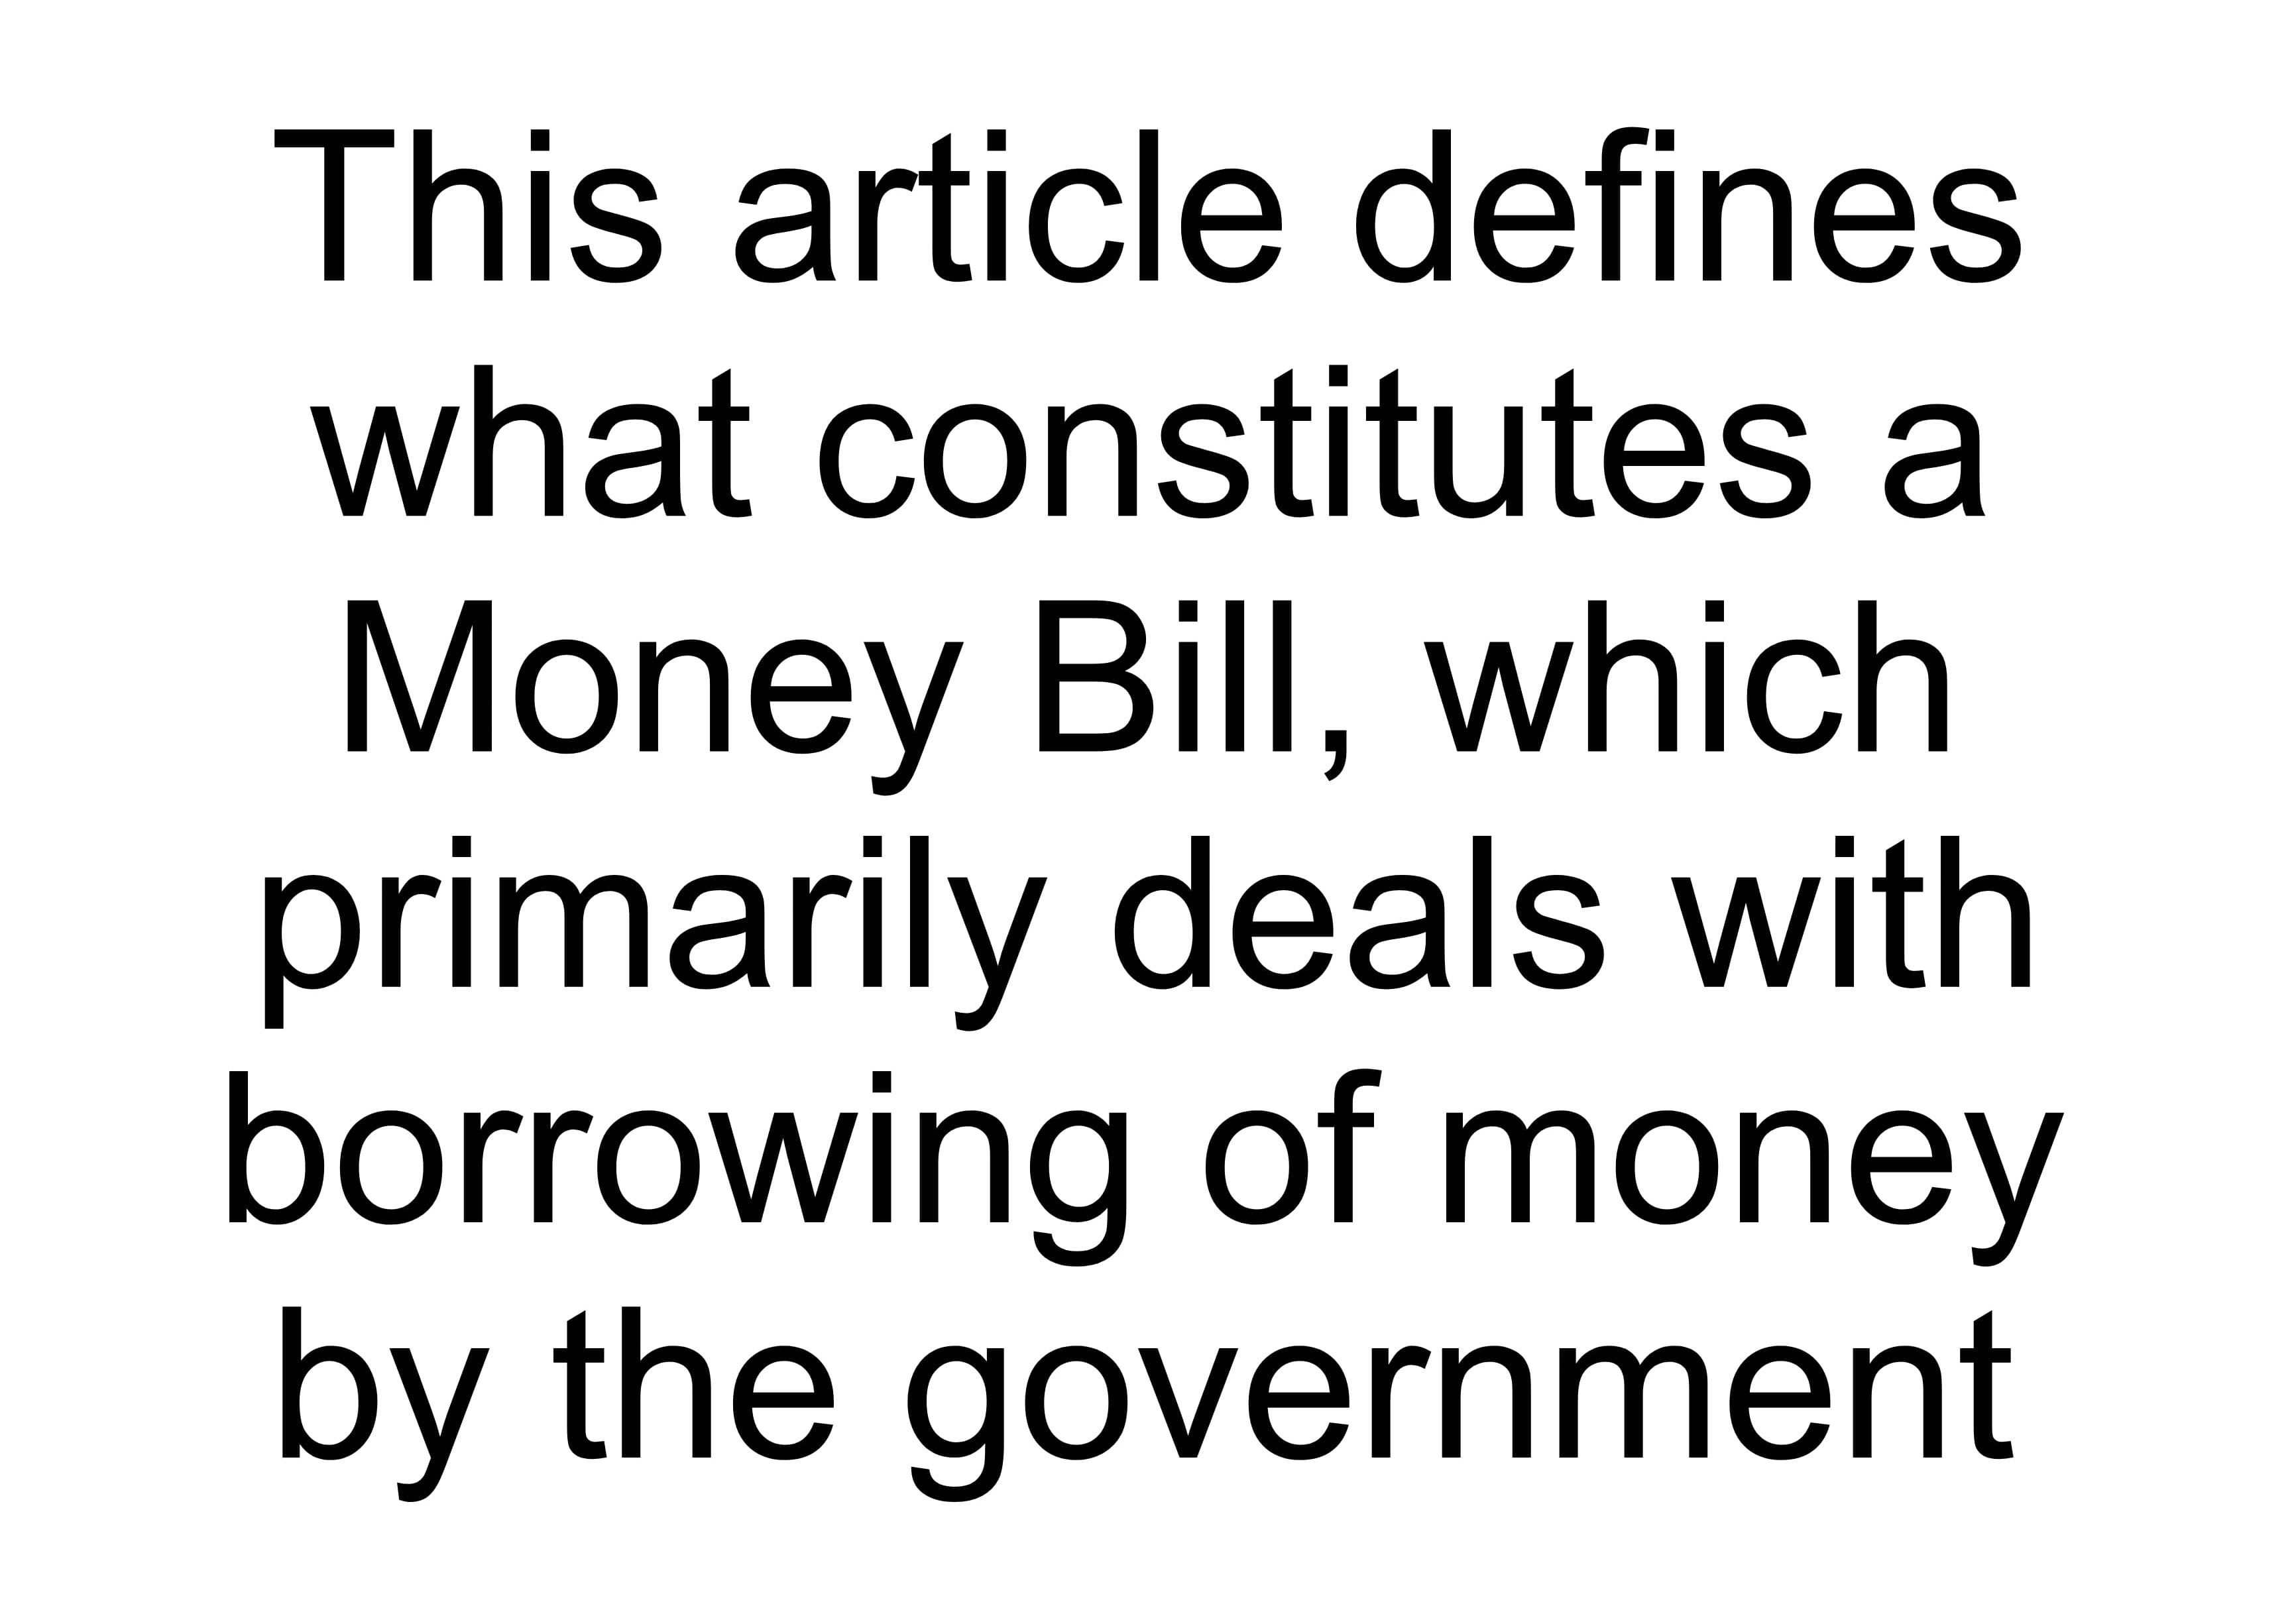 This article defines
what constitutes a
Money Bill, which
primarily deals with
borrowing of money
by the government